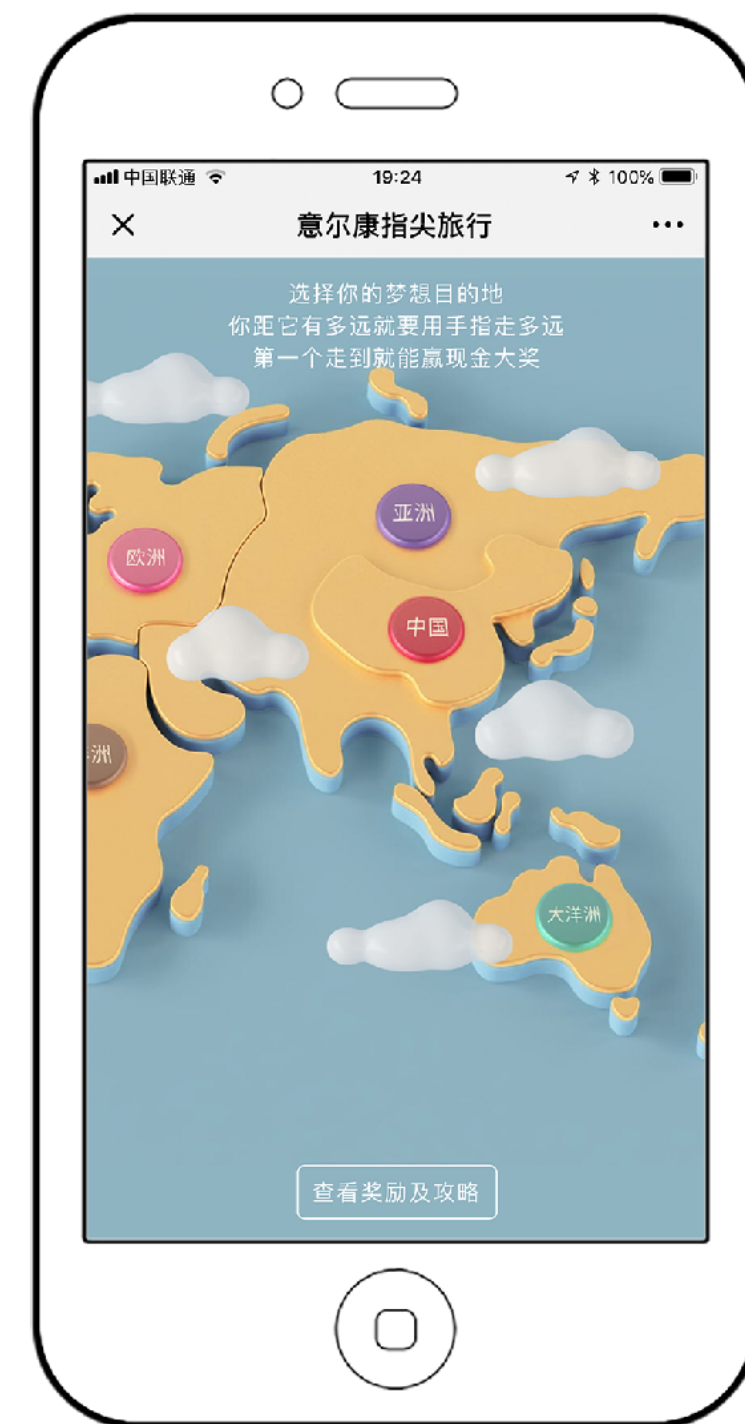 中国联通
19:24
100%
意尔康指尖旅行
选择你的梦想目的地
你距它有多远就要用手指走多远
第一个走到就能赢现金大奖
亚洲
欧洲
中国
洲
大洋洲
查看奖励及攻略